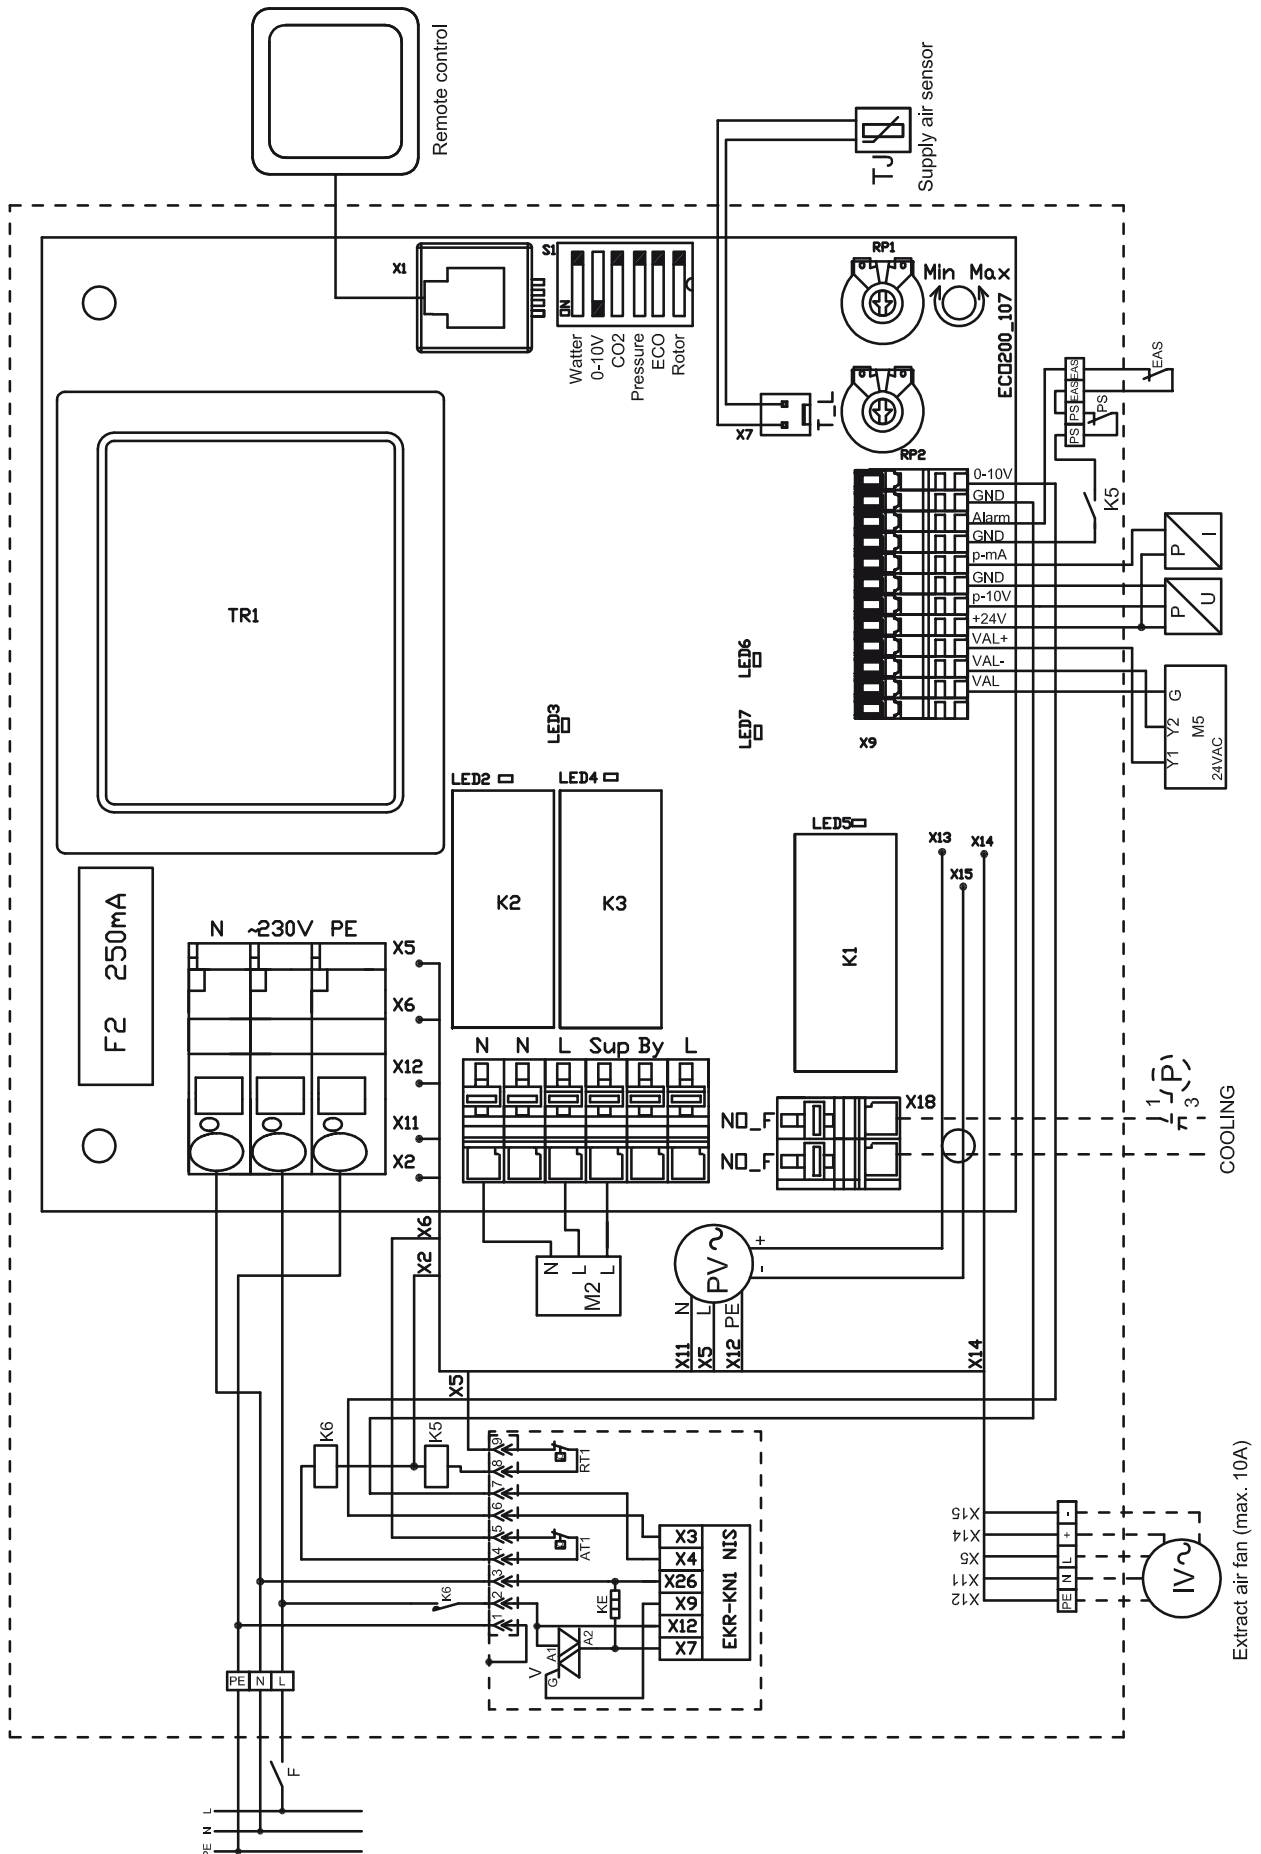 Remote control
X1
S1
ON
Watter
0-10V
CO2
Pressure
ECO
Rotor
TJ
Supply air sensor
RP1
Min Max
ECO200_107
X7
T_L
RP2
TR1
0-10V
GND
Alarm
GND
p-mA
GND
p-10V
+24V
VAL+
VAL-
VAL
X9
PS
PS
EAS
EAS
PS
EAS
K5
P
I
P
U
G
Y2
Y1
M5
24VAC
LED6
LED7
LED3
LED2
LED4
LED5
K2
K3
K1
X13
X14
X15
F2 250mA
N ~230V PE
X5
X6
X12
X11
X2
N N L Sup By L
NO_F
NO_F
X18
1
P
3
COOLING
X6
X2
N
L
L
M2
PV
+
-
N
L
PE
X11
X5
X12
X14
X5
K6
K5
9
8
7
6
5
4
3
2
1
RT1
AT1
K6
KE
V
A1
A2
G
X3
X4
X26
X9
X12
X7
EKR-KN1 NIS
X15
X14
X5
X11
X12
-
+
L
N
PE
IV
Extract air fan (max. 10A)
PE N L
F
L
N
PE